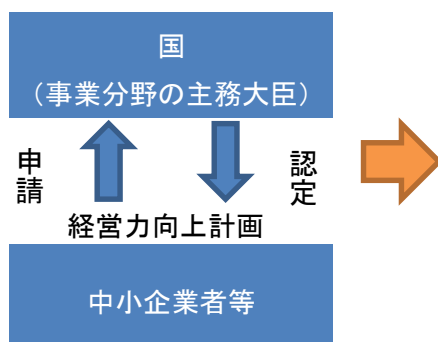 国
（事業分野の主務大臣）
申請
認定
経営力向上計画
中小企業者等